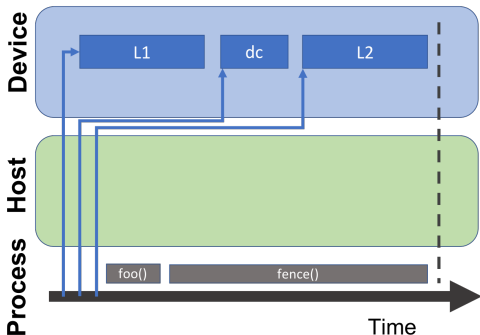 Device
L1
dc
L2
Host
Process
foo()
fence()
Time